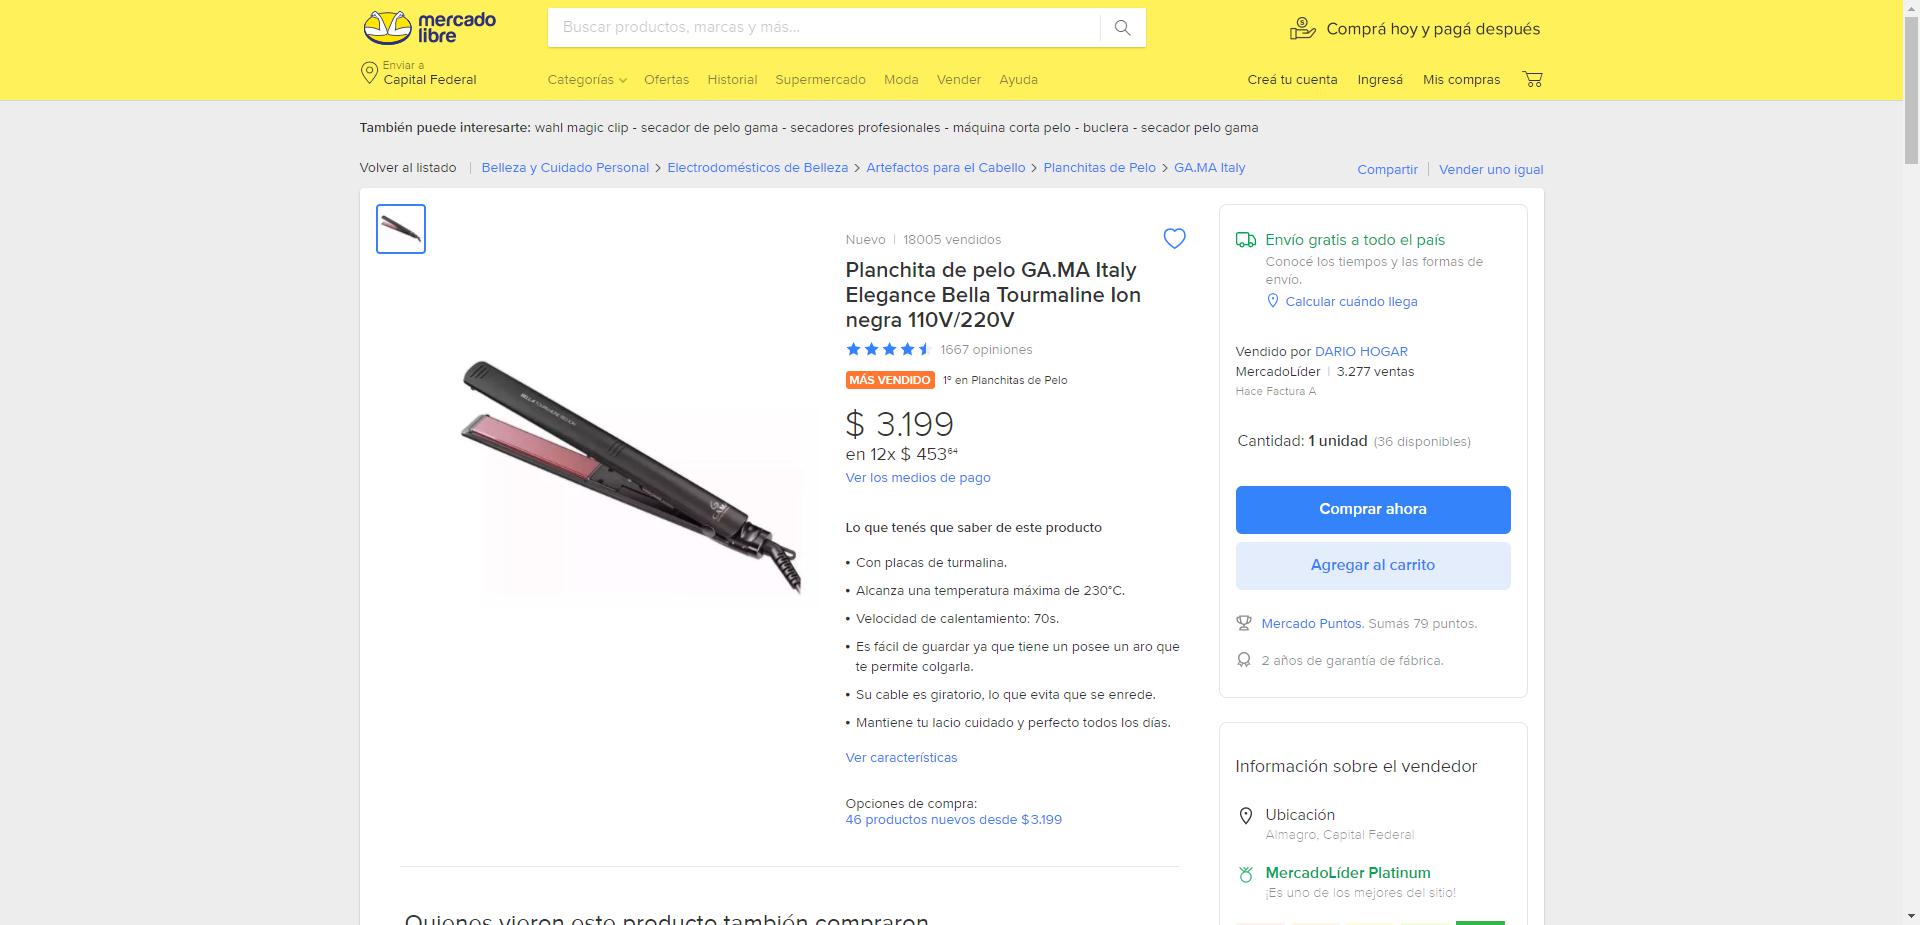 mercado
libre
Buscar productos, marcas y más...
Comprá hoy y pagá después
Enviar a
Capital Federal
Categorías Ofertas Historial Supermercado Moda Vender Ayuda
Creá tu cuenta Ingresá Mis compras
También puede interesarte: wahl magic clip - secador de pelo gama - secadores profesionales - máquina corta pelo - buclera - secador pelo gama
Volver al listado | Belleza y Cuidado Personal > Electrodomésticos de Belleza > Artefactos para el Cabello > Planchitas de Pelo > GA.MA Italy
Compartir | Vender uno igual
Nuevo | 18005 vendidos
Planchita de pelo GA.MA Italy
Elegance Bella Tourmaline Ion
negra 110V/220V
1667 opiniones
MÁS VENDIDO 1º en Planchitas de Pelo
$ 3.199
en 12x $ 453⁶⁴
Ver los medios de pago
Lo que tenés que saber de este producto
• Con placas de turmalina.
• Alcanza una temperatura máxima de 230°C.
• Velocidad de calentamiento: 70s.
• Es fácil de guardar ya que tiene un posee un aro que
te permite colgarla.
• Su cable es giratorio, lo que evita que se enrede.
• Mantiene tu lacio cuidado y perfecto todos los días.
Ver características
Opciones de compra:
46 productos nuevos desde $3.199
Quienes vieron este producto también compraron
Envío gratis a todo el país
Conocé los tiempos y las formas de
envío.
Calcular cuándo llega
Vendido por DARIO HOGAR
MercadoLíder | 3.277 ventas
Hace Factura A
Cantidad: 1 unidad (36 disponibles)
Comprar ahora
Agregar al carrito
Mercado Puntos. Sumás 79 puntos.
2 años de garantía de fábrica.
Información sobre el vendedor
Ubicación
Almagro, Capital Federal
MercadoLíder Platinum
¡Es uno de los mejores del sitio!